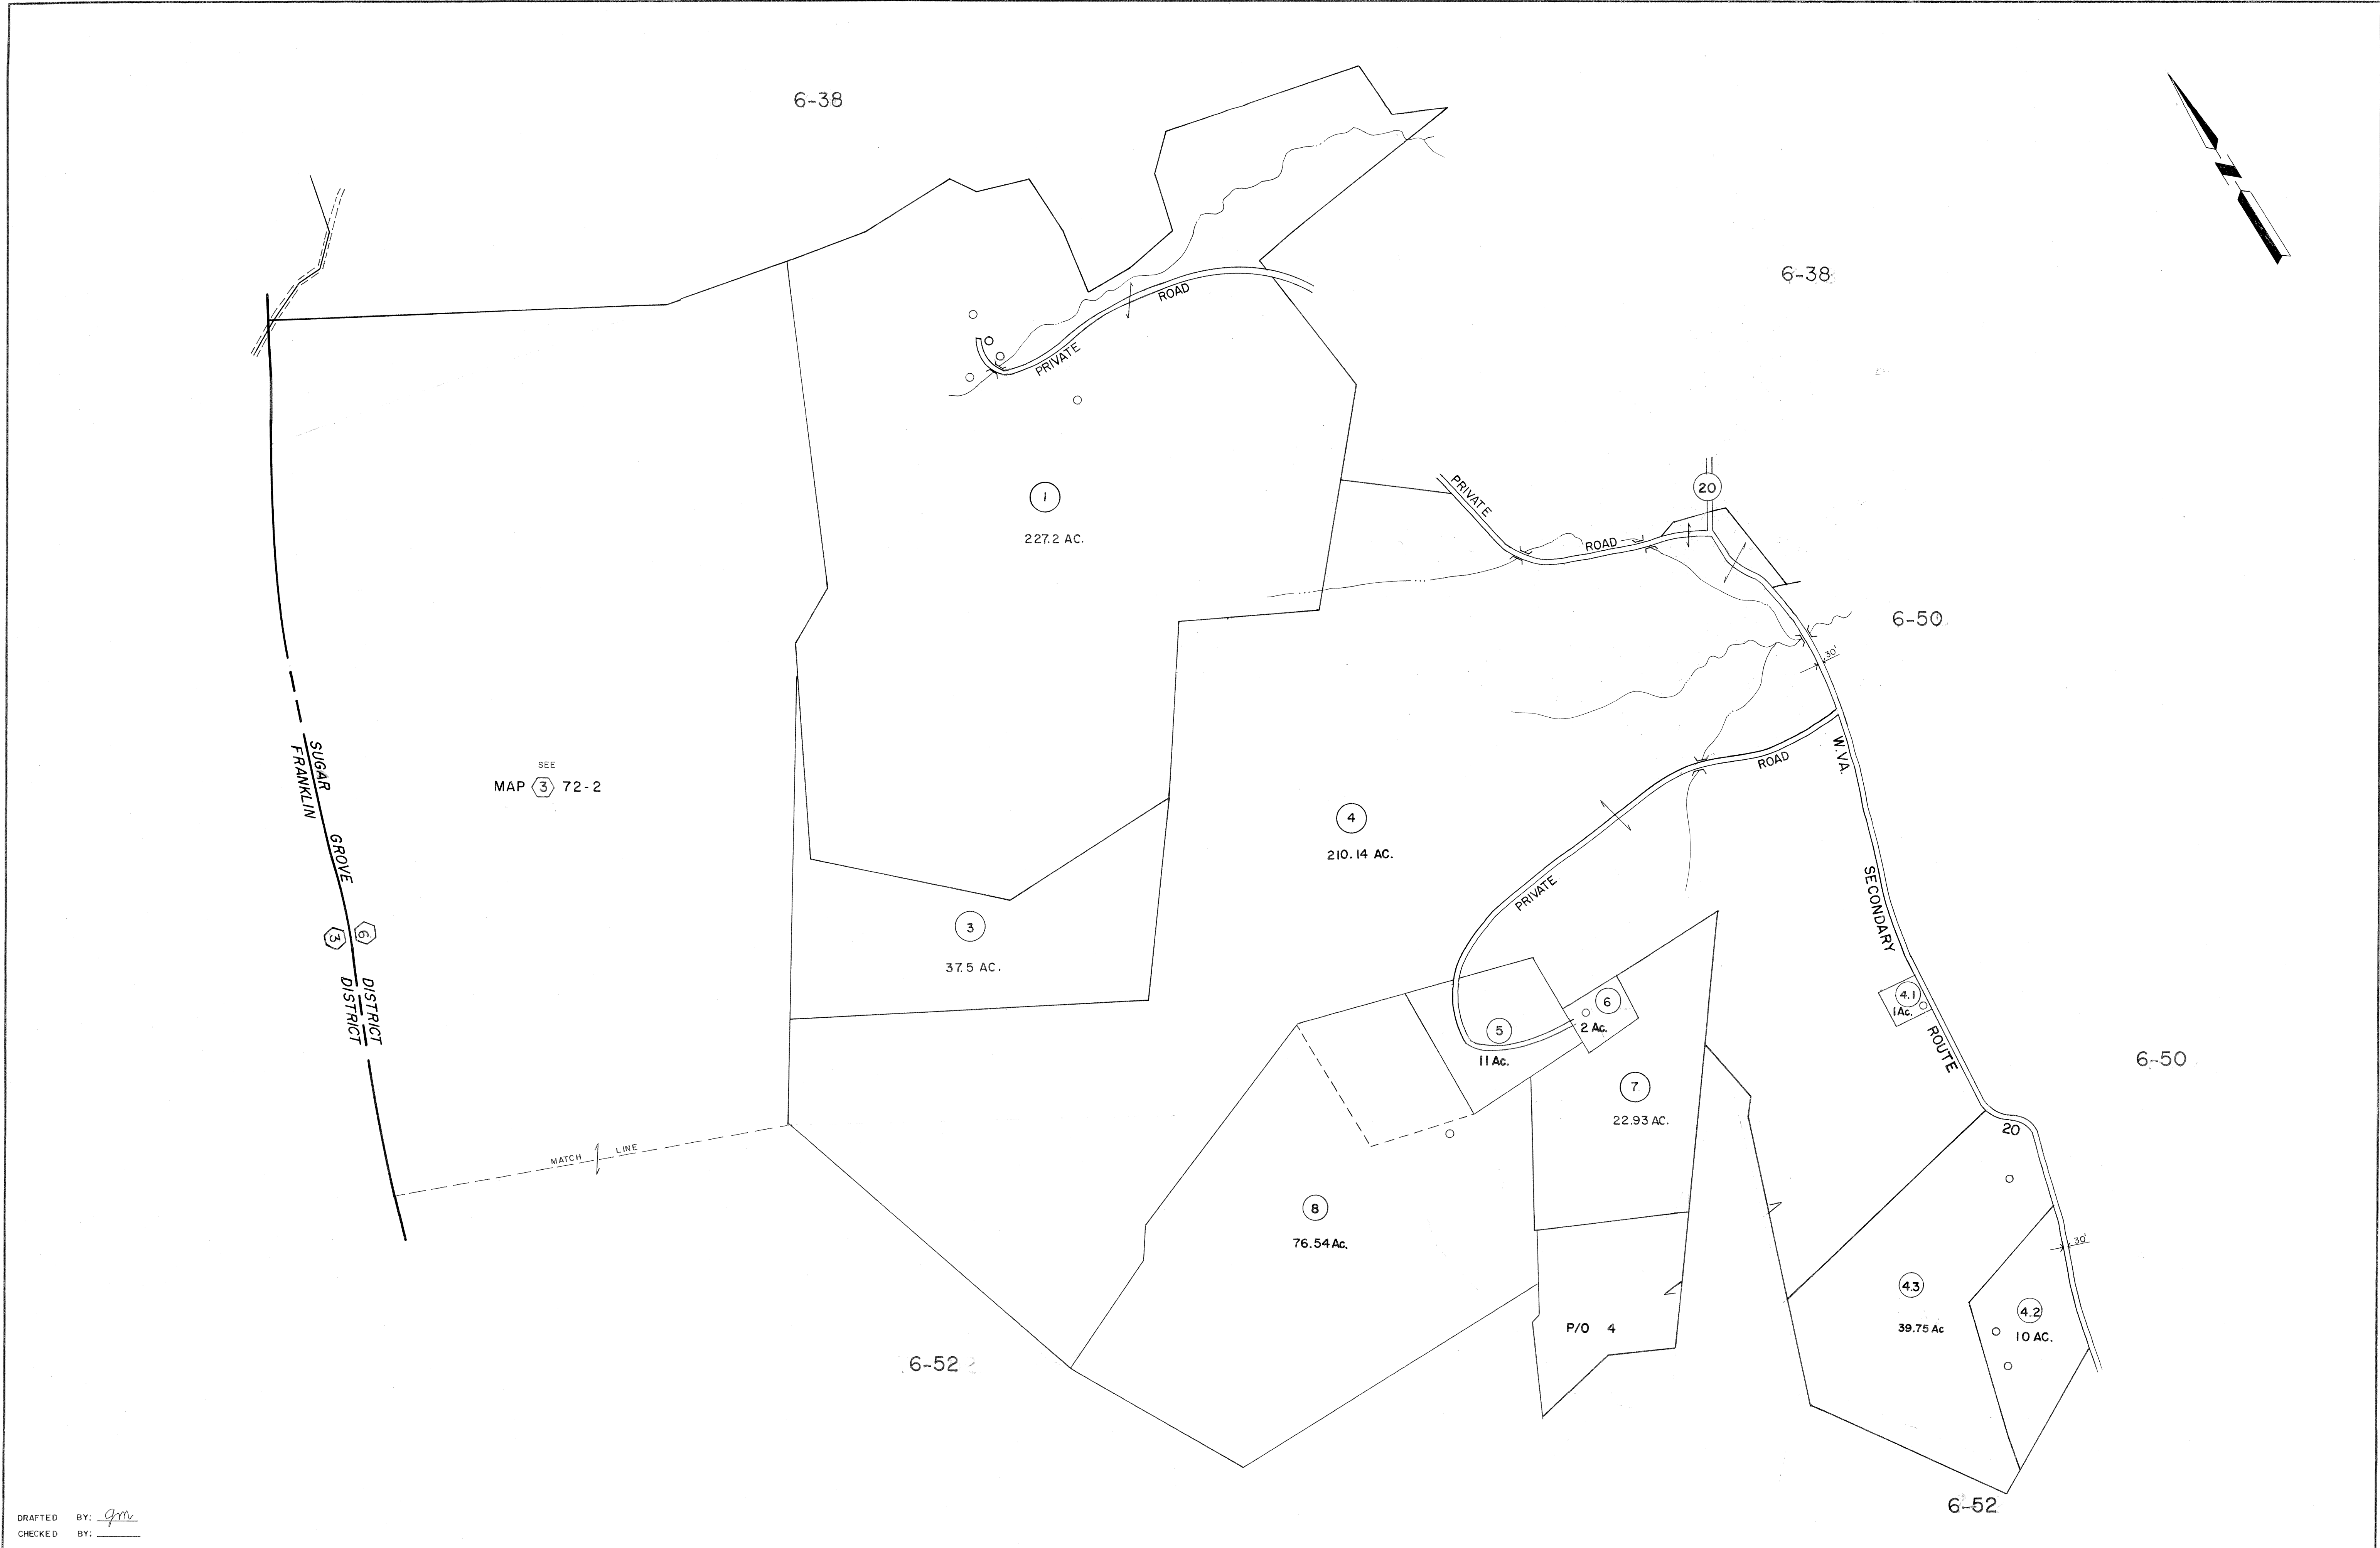 6-38
6-38
PRIVATE ROAD
1
227.2 AC.
PRIVATE ROAD
20
6-50
30'
SUGAR GROVE DISTRICT
FRANKLIN DISTRICT
3
6
SEE
MAP 3 72-2
W. VA. SECONDARY ROUTE 20
4
210.14 AC.
PRIVATE ROAD
3
37.5 AC.
4.1
1Ac.
5
11Ac.
6
2 Ac.
7
22.93 AC.
6-50
MATCH LINE
8
76.54Ac.
30'
4.3
39.75 Ac
4.2
10 AC.
P/O 4
6-52
6-52
DRAFTED BY: gm
CHECKED BY:
N